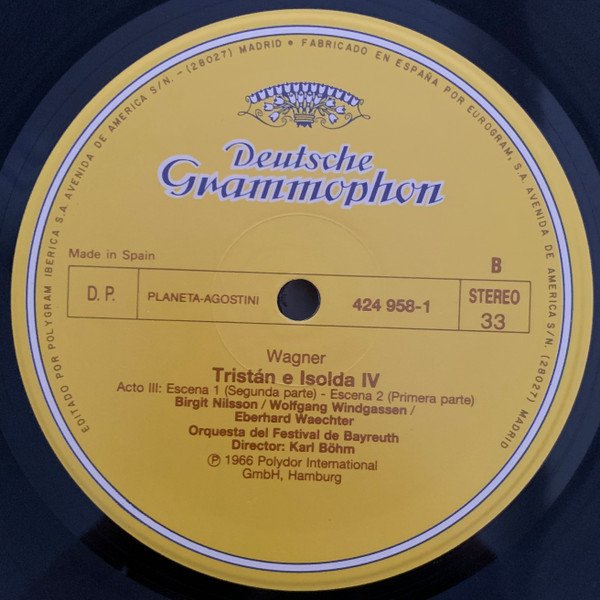 EDITADO POR POLYGRAM IBERICA S.A. AVENIDA DE AMERICA S/N. - (28027) MADRID • FABRICADO EN ESPAÑA POR EUROGRAM, S.A. AVENIDA DE AMERICA S/N. (28027) MADRID
Deutsche
Grammophon
Made in Spain
B
D. P.
PLANETA-AGOSTINI
424 958-1
STEREO
33
Wagner
Tristán e Isolda IV
Acto III: Escena 1 (Segunda parte) - Escena 2 (Primera parte)
Birgit Nilsson / Wolfgang Windgassen /
Eberhard Waechter
Orquesta del Festival de Bayreuth
Director: Karl Böhm
℗ 1966 Polydor International
GmbH, Hamburg